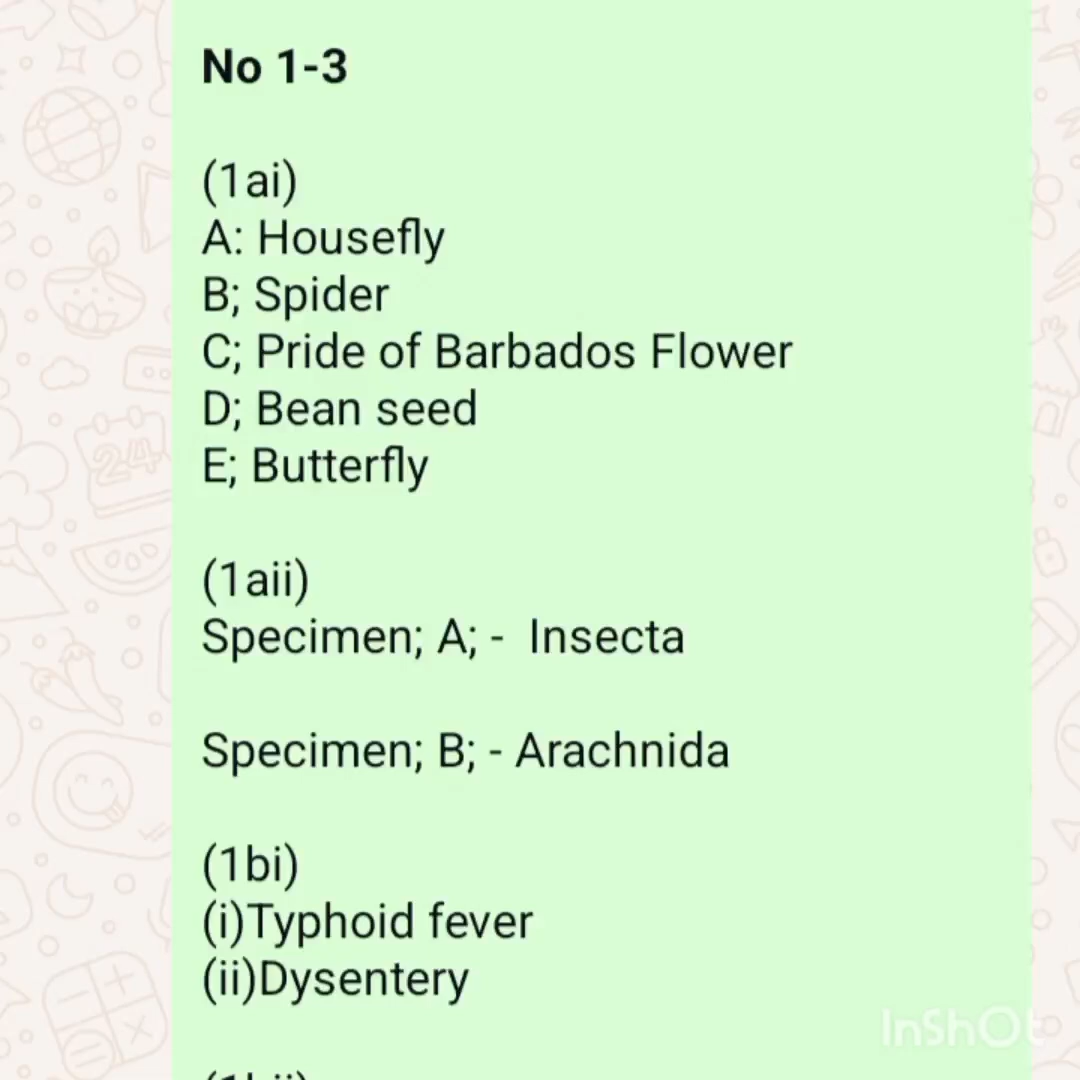 No 1-3
(1ai)
A: Housefly
B; Spider
C; Pride of Barbados Flower
D; Bean seed
E; Butterfly
(1aii)
Specimen; A; - Insecta
Specimen; B; - Arachnida
(1bi)
(i)Typhoid fever
(ii)Dysentery
InShOt
24